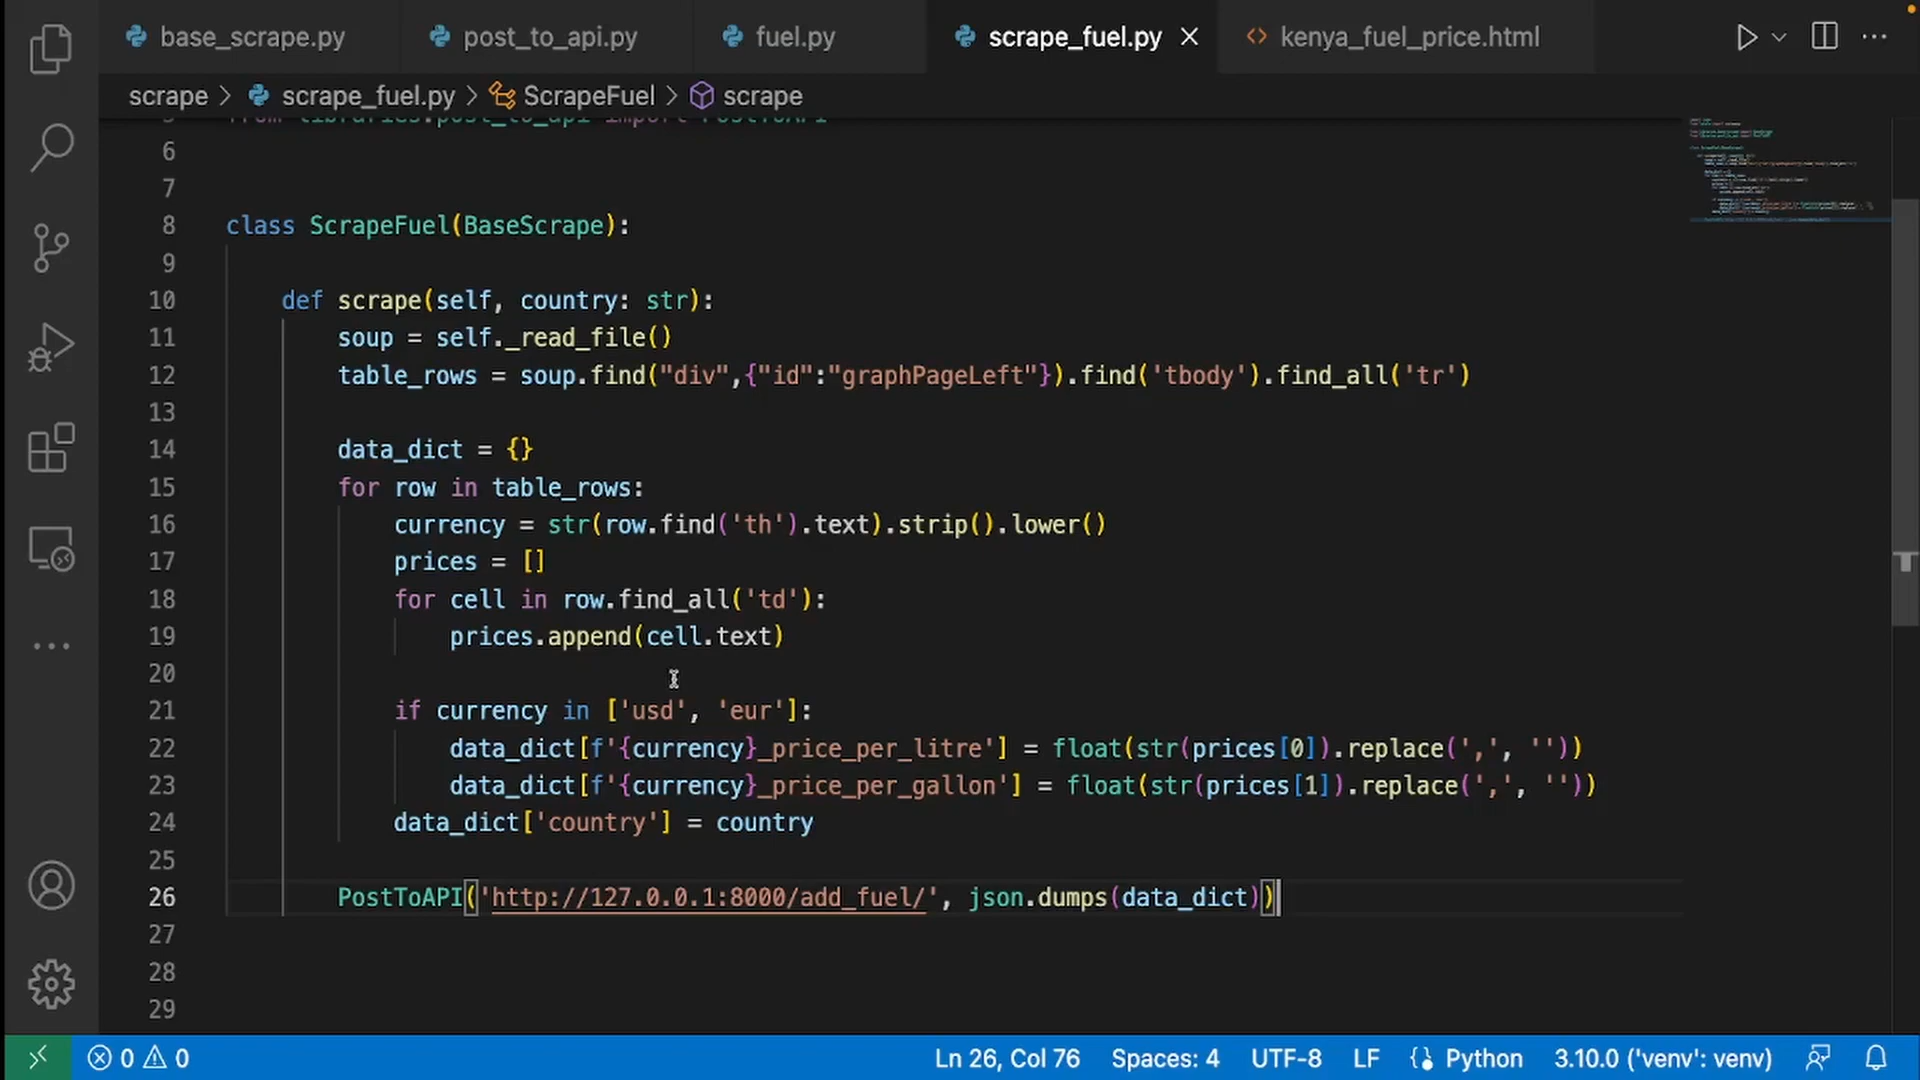 base_scrape.py post_to_api.py fuel.py scrape_fuel.py kenya_fuel_price.html
scrape > scrape_fuel.py > ScrapeFuel > scrape
from libraries.post_to_api import PostToAPI
6
7
8 class ScrapeFuel(BaseScrape):
9
10 def scrape(self, country: str):
11 soup = self._read_file()
12 table_rows = soup.find("div",{"id":"graphPageLeft"}).find('tbody').find_all('tr')
13
14 data_dict = {}
15 for row in table_rows:
16 currency = str(row.find('th').text).strip().lower()
17 prices = []
18 for cell in row.find_all('td'):
19 prices.append(cell.text)
20
21 if currency in ['usd', 'eur']:
22 data_dict[f'{currency}_price_per_litre'] = float(str(prices[0]).replace(',', ''))
23 data_dict[f'{currency}_price_per_gallon'] = float(str(prices[1]).replace(',', ''))
24 data_dict['country'] = country
25
26 PostToAPI('http://127.0.0.1:8000/add_fuel/', json.dumps(data_dict))
27
28
29
0 0 Ln 26, Col 76 Spaces: 4 UTF-8 LF Python 3.10.0 ('venv': venv)